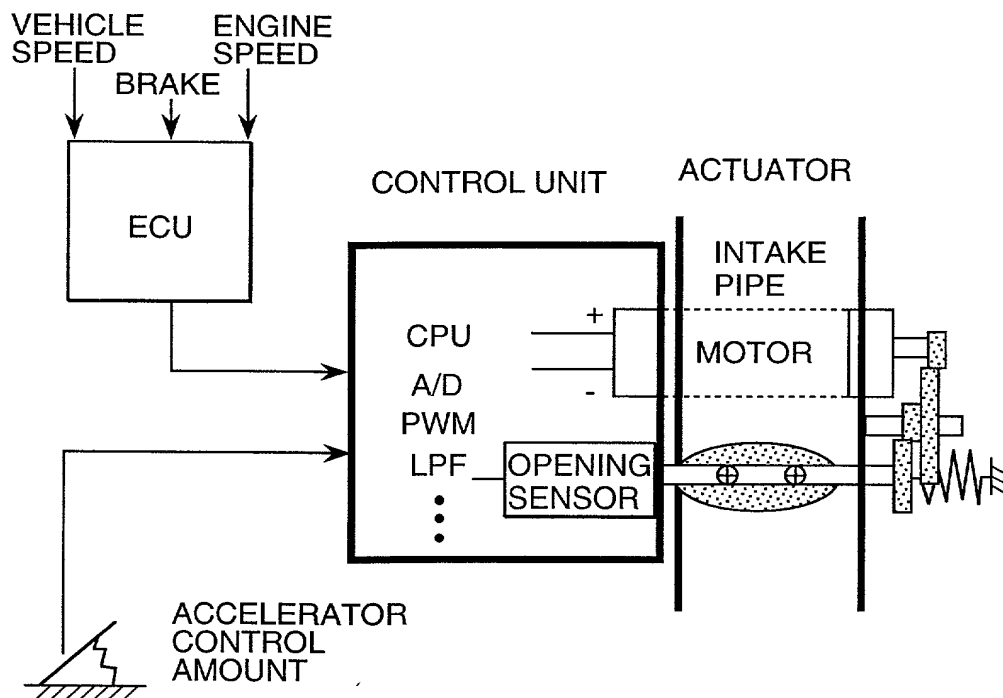 VEHICLE
SPEED
ENGINE
SPEED
BRAKE
ECU
CONTROL UNIT
ACTUATOR
INTAKE
PIPE
CPU
+
MOTOR
A/D
-
PWM
LPF
OPENING
SENSOR
ACCELERATOR
CONTROL
AMOUNT